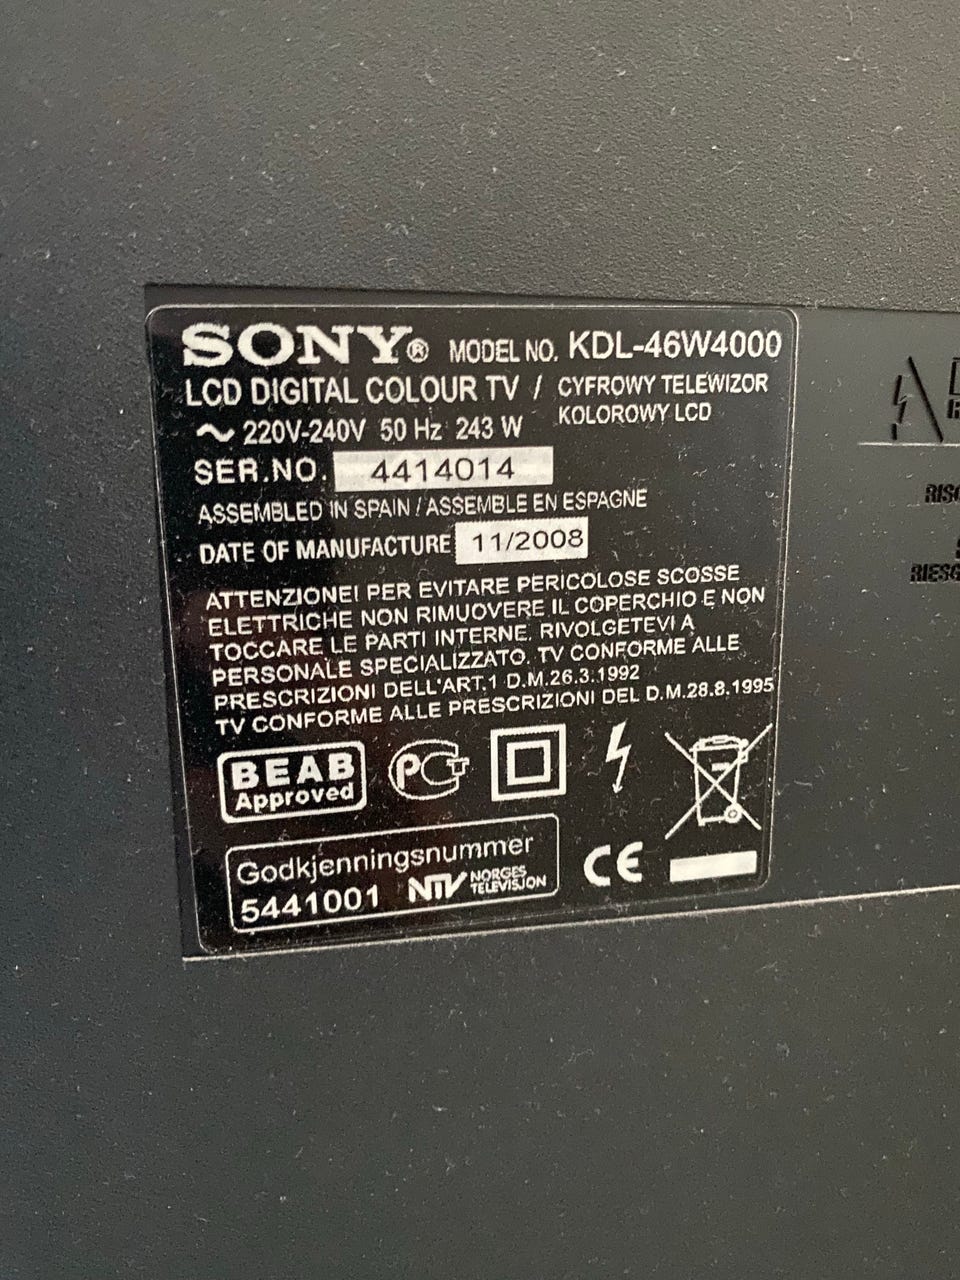 SONY® MODEL NO. KDL-46W4000
LCD DIGITAL COLOUR TV / CYFROWY TELEWIZOR
KOLOROWY LCD
~ 220V-240V 50 Hz 243 W
SER.NO. 4414014
ASSEMBLED IN SPAIN / ASSEMBLE EN ESPAGNE
DATE OF MANUFACTURE 11/2008
ATTENZIONE! PER EVITARE PERICOLOSE SCOSSE
ELETTRICHE NON RIMUOVERE IL COPERCHIO E NON
TOCCARE LE PARTI INTERNE. RIVOLGETEVI A
PERSONALE SPECIALIZZATO. TV CONFORME ALLE
PRESCRIZIONI DELL'ART.1 D.M.26.3.1992
TV CONFORME ALLE PRESCRIZIONI DEL D.M.28.8.1995
BEAB
Approved
PCT
Godkjenningsnummer
5441001 NTV NORGES
TELEVISJON
CE
RISC
RIESG